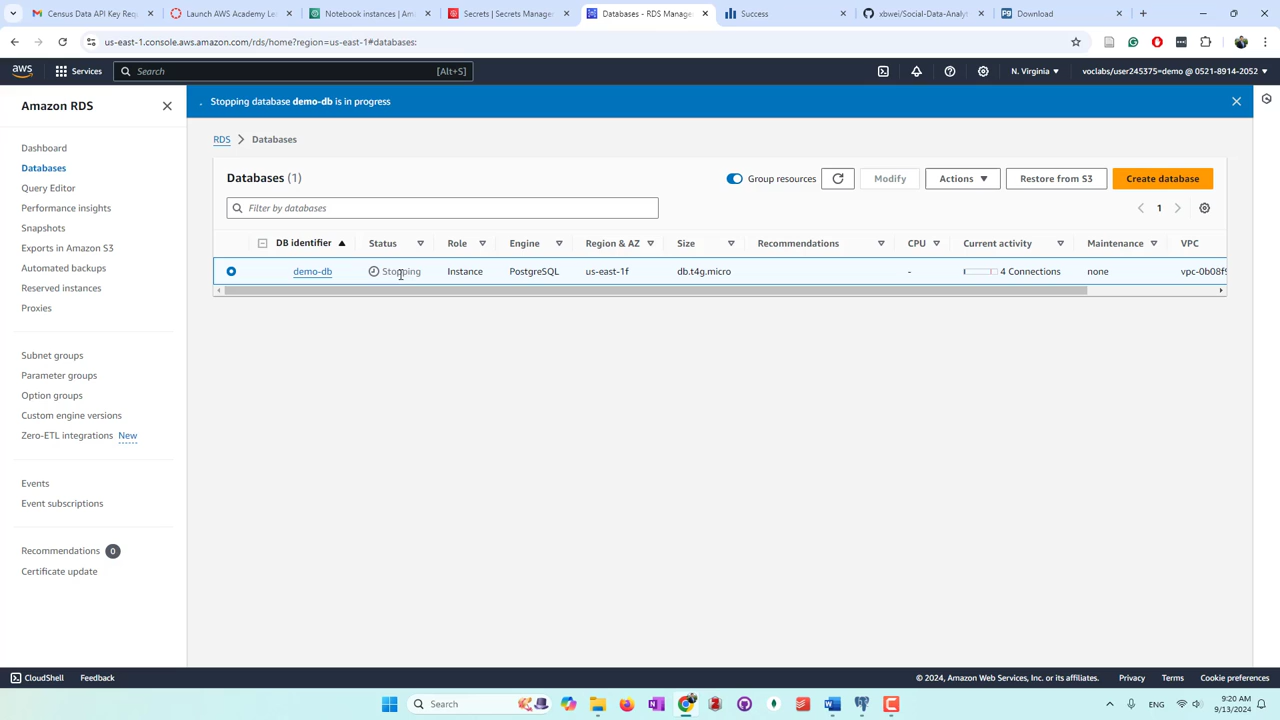 Census Data API Key Req
Launch AWS Academy Le
Notebook instances | Am
Secrets | Secrets Manager
Databases - RDS Manage
Success
xbwei/Social-Data-Analyt
Download
us-east-1.console.aws.amazon.com/rds/home?region=us-east-1#databases:
aws
Services
Search
[Alt+S]
N. Virginia
voclabs/user245375=demo @ 0521-8914-2052
Amazon RDS
Stopping database demo-db is in progress
RDS
Databases
Dashboard
Databases
Query Editor
Performance insights
Snapshots
Exports in Amazon S3
Automated backups
Reserved instances
Proxies
Subnet groups
Parameter groups
Option groups
Custom engine versions
Zero-ETL integrations New
Events
Event subscriptions
Recommendations 0
Certificate update
Databases (1)
Group resources
Modify
Actions
Restore from S3
Create database
Filter by databases
1
DB identifier
Status
Role
Engine
Region & AZ
Size
Recommendations
CPU
Current activity
Maintenance
VPC
demo-db
Stopping
Instance
PostgreSQL
us-east-1f
db.t4g.micro
-
4 Connections
none
vpc-0b08f9
CloudShell
Feedback
© 2024, Amazon Web Services, Inc. or its affiliates.
Privacy
Terms
Cookie preferences
Search
ENG
9:20 AM
9/13/2024